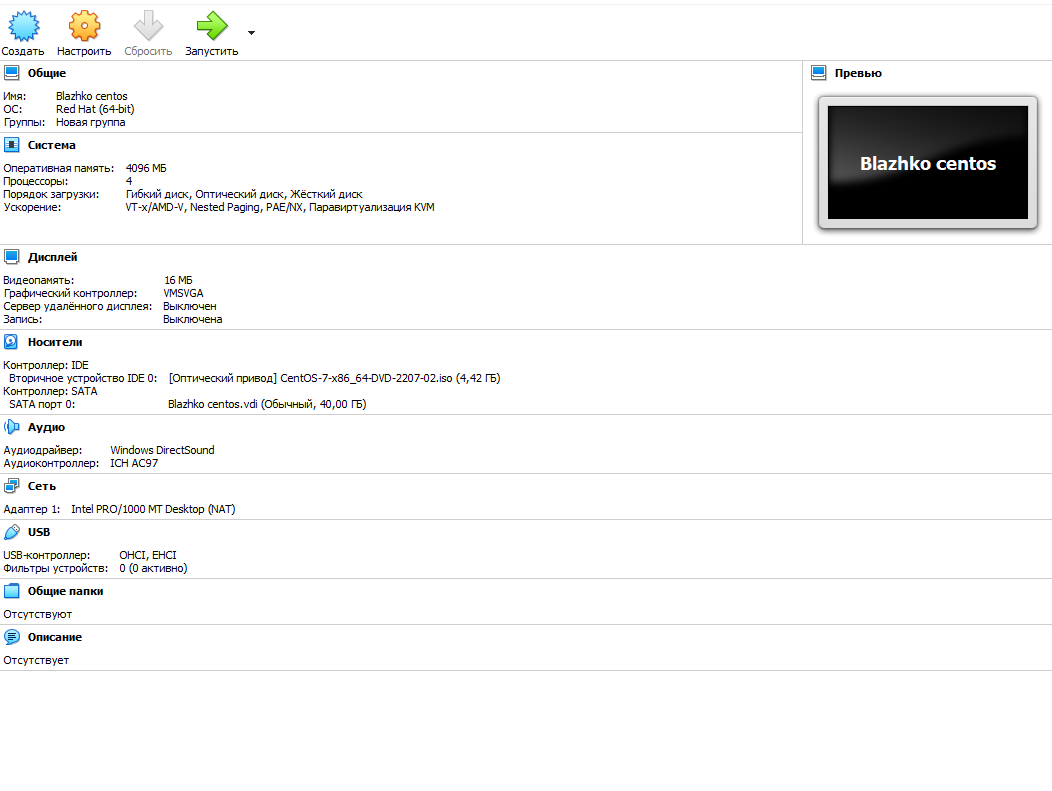 Создать Настроить Сбросить Запустить
Общие
Имя: Blazhko centos
ОС: Red Hat (64-bit)
Группы: Новая группа
Превью
Blazhko centos
Система
Оперативная память: 4096 МБ
Процессоры: 4
Порядок загрузки: Гибкий диск, Оптический диск, Жёсткий диск
Ускорение: VT-x/AMD-V, Nested Paging, PAE/NX, Паравиртуализация KVM
Дисплей
Видеопамять: 16 МБ
Графический контроллер: VMSVGA
Сервер удалённого дисплея: Выключен
Запись: Выключена
Носители
Контроллер: IDE
Вторичное устройство IDE 0: [Оптический привод] CentOS-7-x86_64-DVD-2207-02.iso (4,42 ГБ)
Контроллер: SATA
SATA порт 0: Blazhko centos.vdi (Обычный, 40,00 ГБ)
Аудио
Аудиодрайвер: Windows DirectSound
Аудиоконтроллер: ICH AC97
Сеть
Адаптер 1: Intel PRO/1000 MT Desktop (NAT)
USB
USB-контроллер: OHCI, EHCI
Фильтры устройств: 0 (0 активно)
Общие папки
Отсутствуют
Описание
Отсутствует